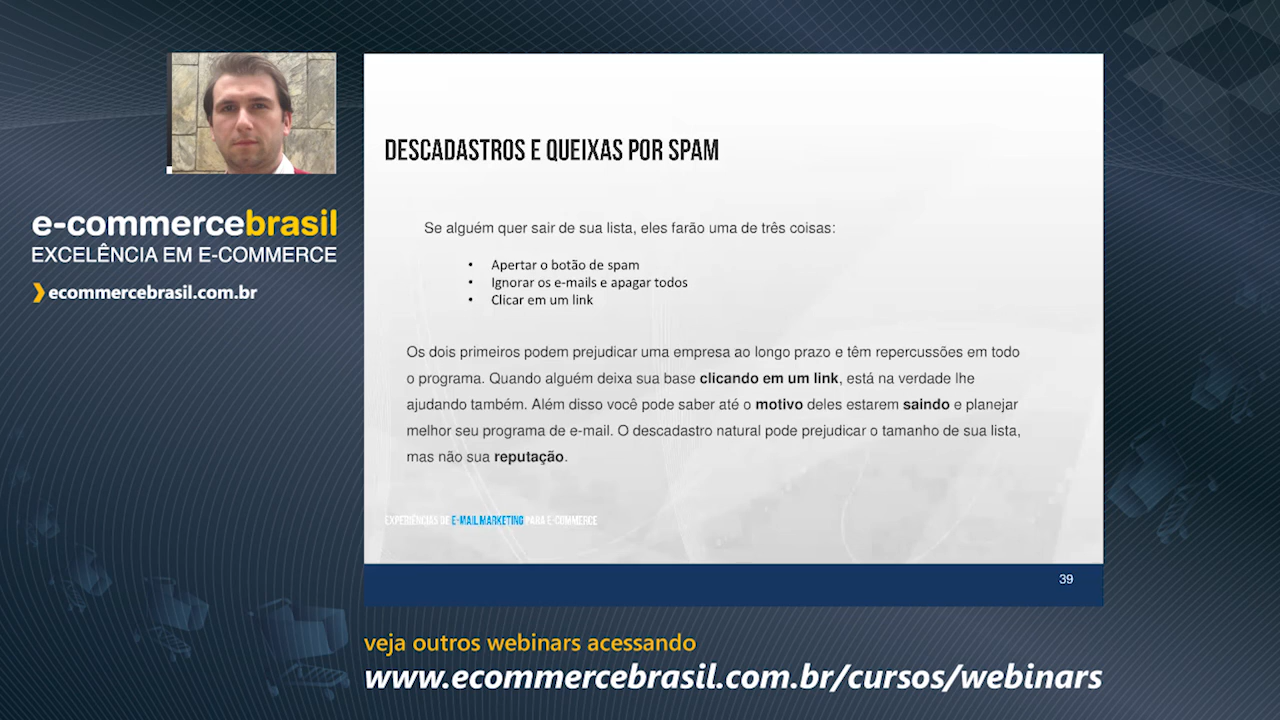 e-commercebrasil
EXCELÊNCIA EM E-COMMERCE
ecommercebrasil.com.br
DESCADASTROS E QUEIXAS POR SPAM
Se alguém quer sair de sua lista, eles farão uma de três coisas:
• Apertar o botão de spam
• Ignorar os e-mails e apagar todos
• Clicar em um link
Os dois primeiros podem prejudicar uma empresa ao longo prazo e têm repercussões em todo
o programa. Quando alguém deixa sua base clicando em um link, está na verdade lhe
ajudando também. Além disso você pode saber até o motivo deles estarem saindo e planejar
melhor seu programa de e-mail. O descadastro natural pode prejudicar o tamanho de sua lista,
mas não sua reputação.
EXPERIÊNCIAS DE E-MAIL MARKETING PARA E-COMMERCE
39
veja outros webinars acessando
www.ecommercebrasil.com.br/cursos/webinars